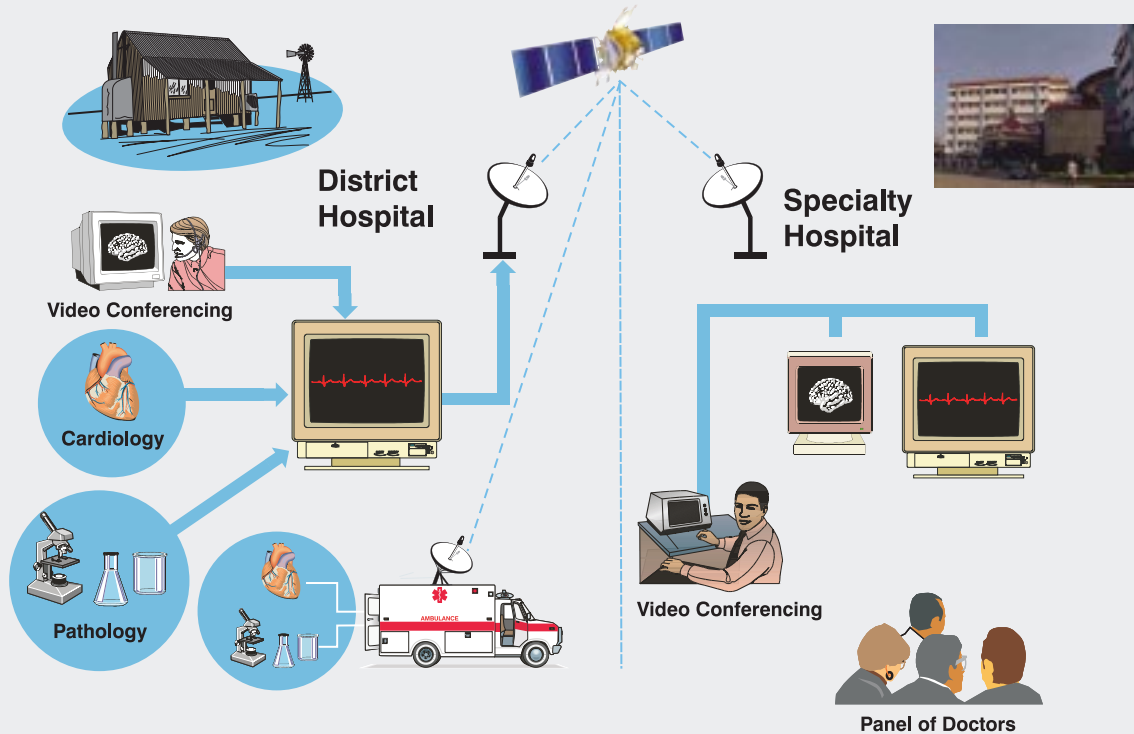 District
Hospital
Specialty
Hospital
Video Conferencing
Cardiology
Pathology
AMBULANCE
Video Conferencing
Panel of Doctors